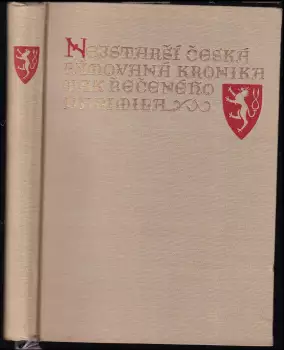 Nejstarší česká
rýmovaná kronika
tak řečeného
Dalimila